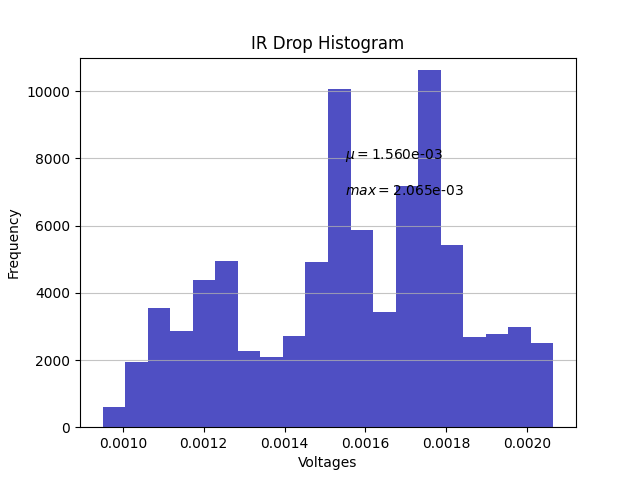 IR Drop Histogram
10000
8000
6000
4000
2000
0
Frequency
μ = 1.560e-03
max = 2.065e-03
0.0010 0.0012 0.0014 0.0016 0.0018 0.0020
Voltages